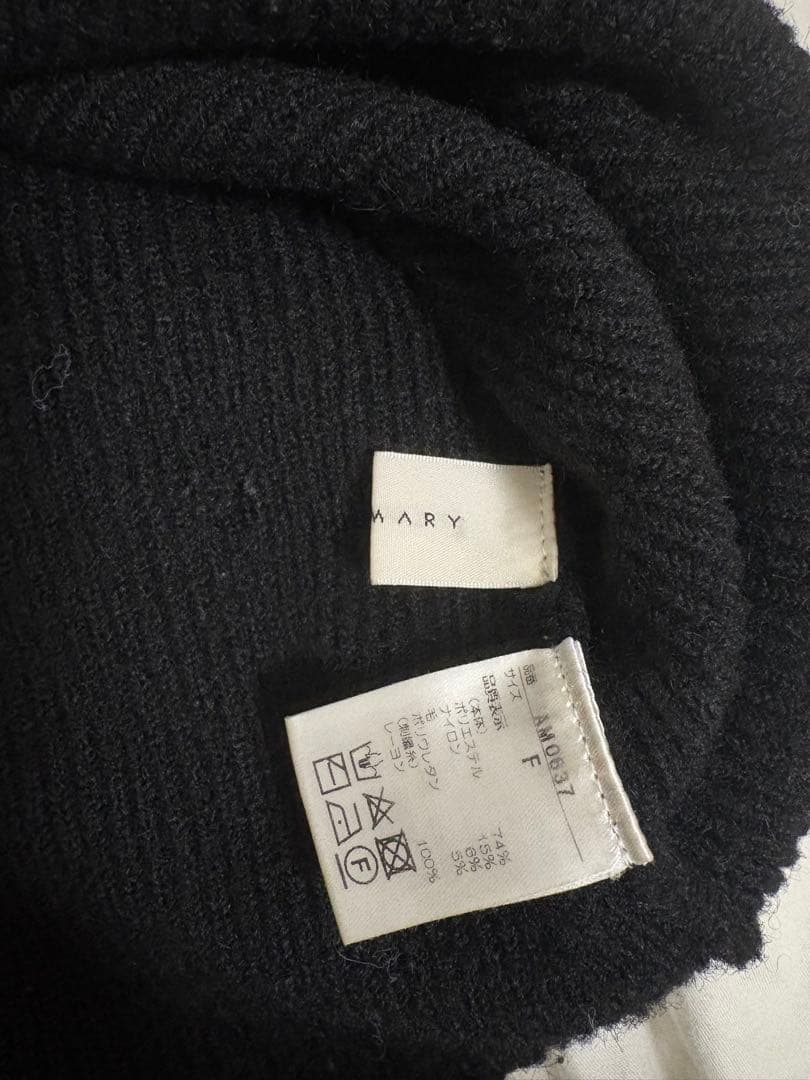 MARY
品番 AM0637
サイズ F
品質表示
(本体)
ポリエステル 74%
ナイロン 15%
毛 6%
ポリウレタン 5%
(刺繍糸)
レーヨン 100%
F